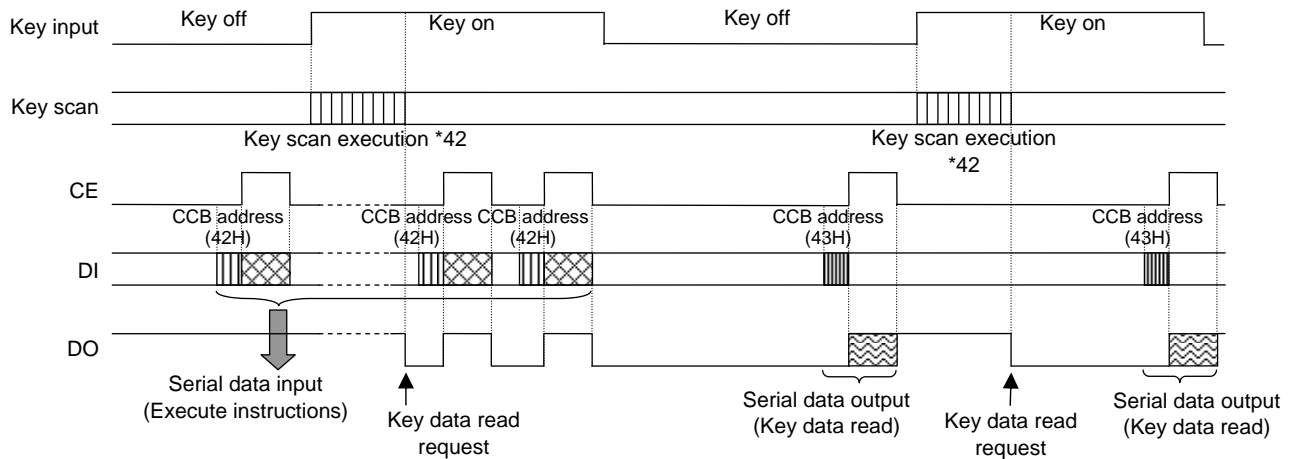 Key input
Key off
Key on
Key off
Key on
Key scan
Key scan execution *42
Key scan execution
*42
CE
CCB address
(42H)
CCB address
(42H)
CCB address
(42H)
CCB address
(43H)
CCB address
(43H)
DI
DO
Serial data input
(Execute instructions)
Key data read
request
Serial data output
(Key data read)
Key data read
request
Serial data output
(Key data read)